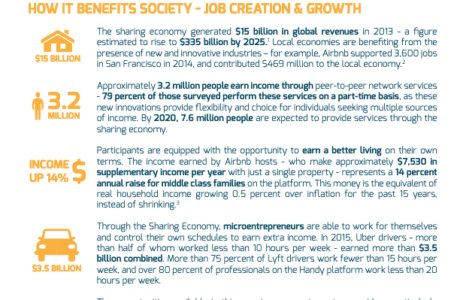 HOW IT BENEFITS SOCIETY - JOB CREATION & GROWTH
$15 BILLION
The sharing economy generated $15 billion in global revenues in 2013 - a figure
estimated to rise to $335 billion by 2025.¹ Local economies are benefiting from the
presence of new and innovative industries – for example, Airbnb supported 3,600 jobs
in San Francisco in 2014, and contributed $469 million to the local economy.²
3.2
MILLION
Approximately 3.2 million people earn income through peer-to-peer network services
- 79 percent of those surveyed perform these services on a part-time basis, as these
new innovations provide flexibility and choice for individuals seeking multiple sources
of income. By 2020, 7.6 million people are expected to provide services through the
sharing economy.
INCOME
UP 14% $
Participants are equipped with the opportunity to earn a better living on their own
terms. The income earned by Airbnb hosts - who make approximately $7,530 in
supplementary income per year with just a single property - represents a 14 percent
annual raise for middle class families on the platform. This money is the equivalent of
real household income growing 0.5 percent over inflation for the past 15 years,
instead of shrinking.³
$3.5 BILLION
Through the Sharing Economy, microentrepreneurs are able to work for themselves
and control their own schedules to earn extra income. In 2015, Uber drivers - more
than half of whom worked less than 10 hours per week - earned more than $3.5
billion combined. More than 75 percent of Lyft drivers work fewer than 15 hours per
week, and over 80 percent of professionals on the Handy platform work less than 20
hours per week.